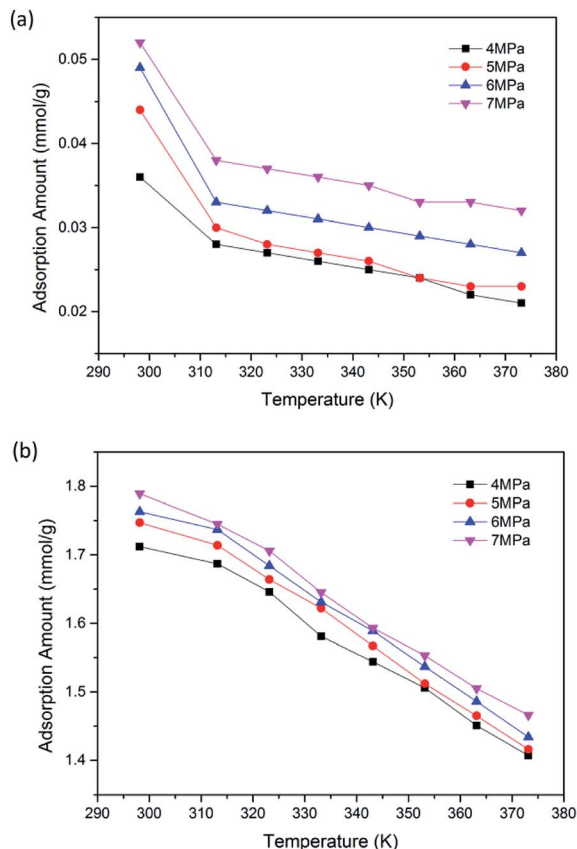 (a)
0.05
0.04
0.03
0.02
Adsorption Amount (mmol/g)
4MPa
5MPa
6MPa
7MPa
290 300 310 320 330 340 350 360 370 380
Temperature (K)
(b)
1.8
1.7
1.6
1.5
1.4
Adsorption Amount (mmol/g)
4MPa
5MPa
6MPa
7MPa
290 300 310 320 330 340 350 360 370 380
Temperature (K)